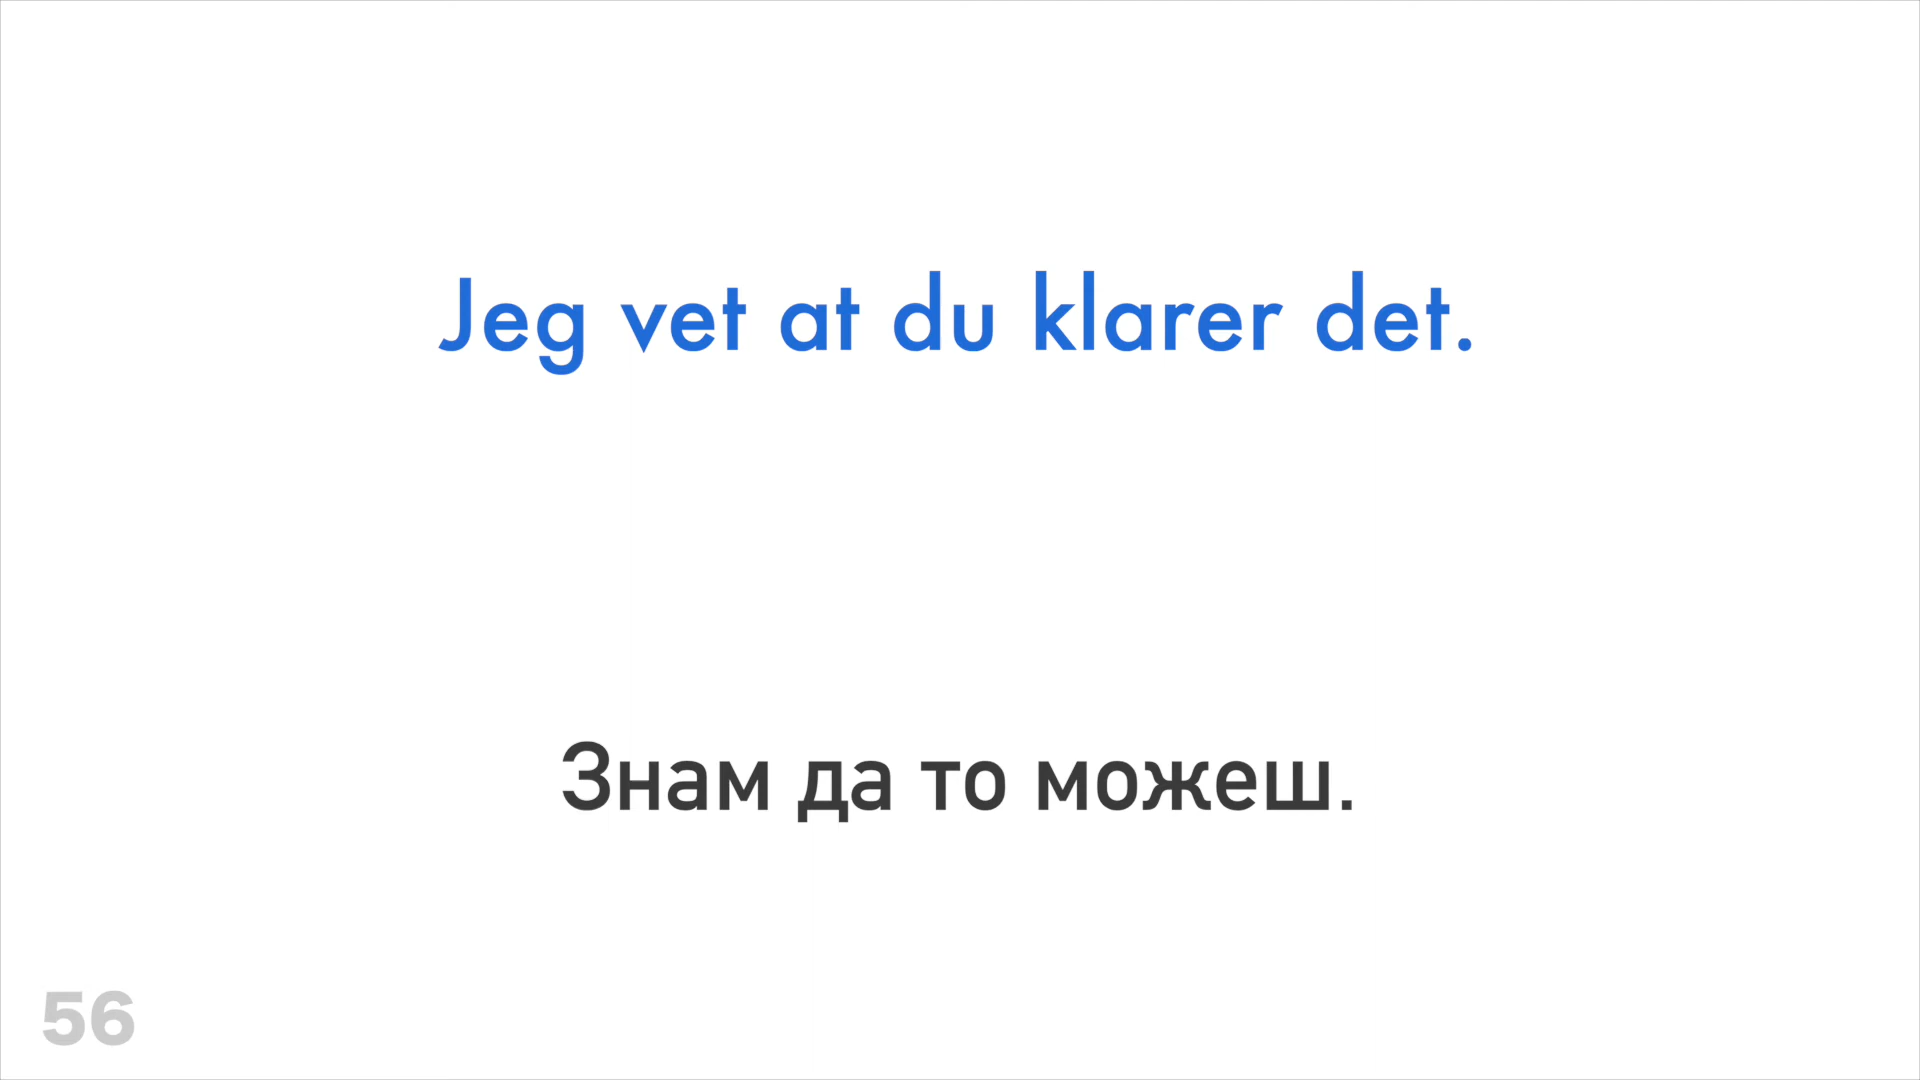 Jeg vet at du klarer det.
Знам да то можеш.
56